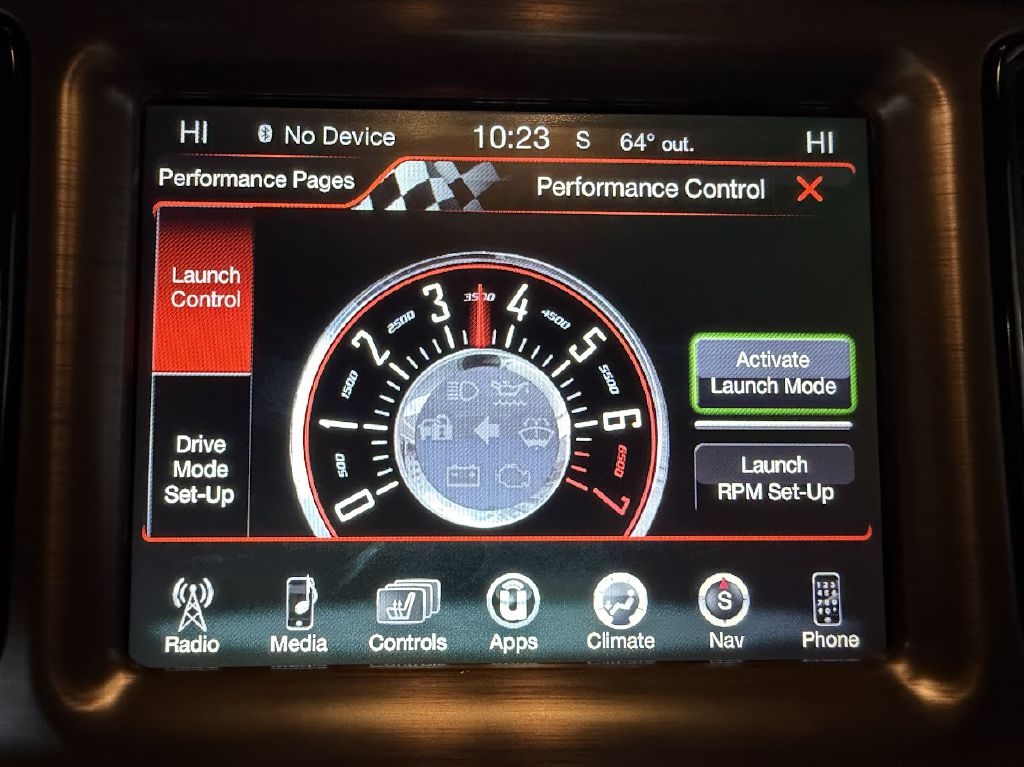 HI No Device 10:23 S 64° out. HI
Performance Pages Performance Control X
Launch
Control
Drive
Mode
Set-Up
0 500 1 1500 2 2500 3 3500 4 4500 5 5500 6 6500 7
Activate
Launch Mode
Launch
RPM Set-Up
Radio Media Controls Apps Climate Nav Phone
S